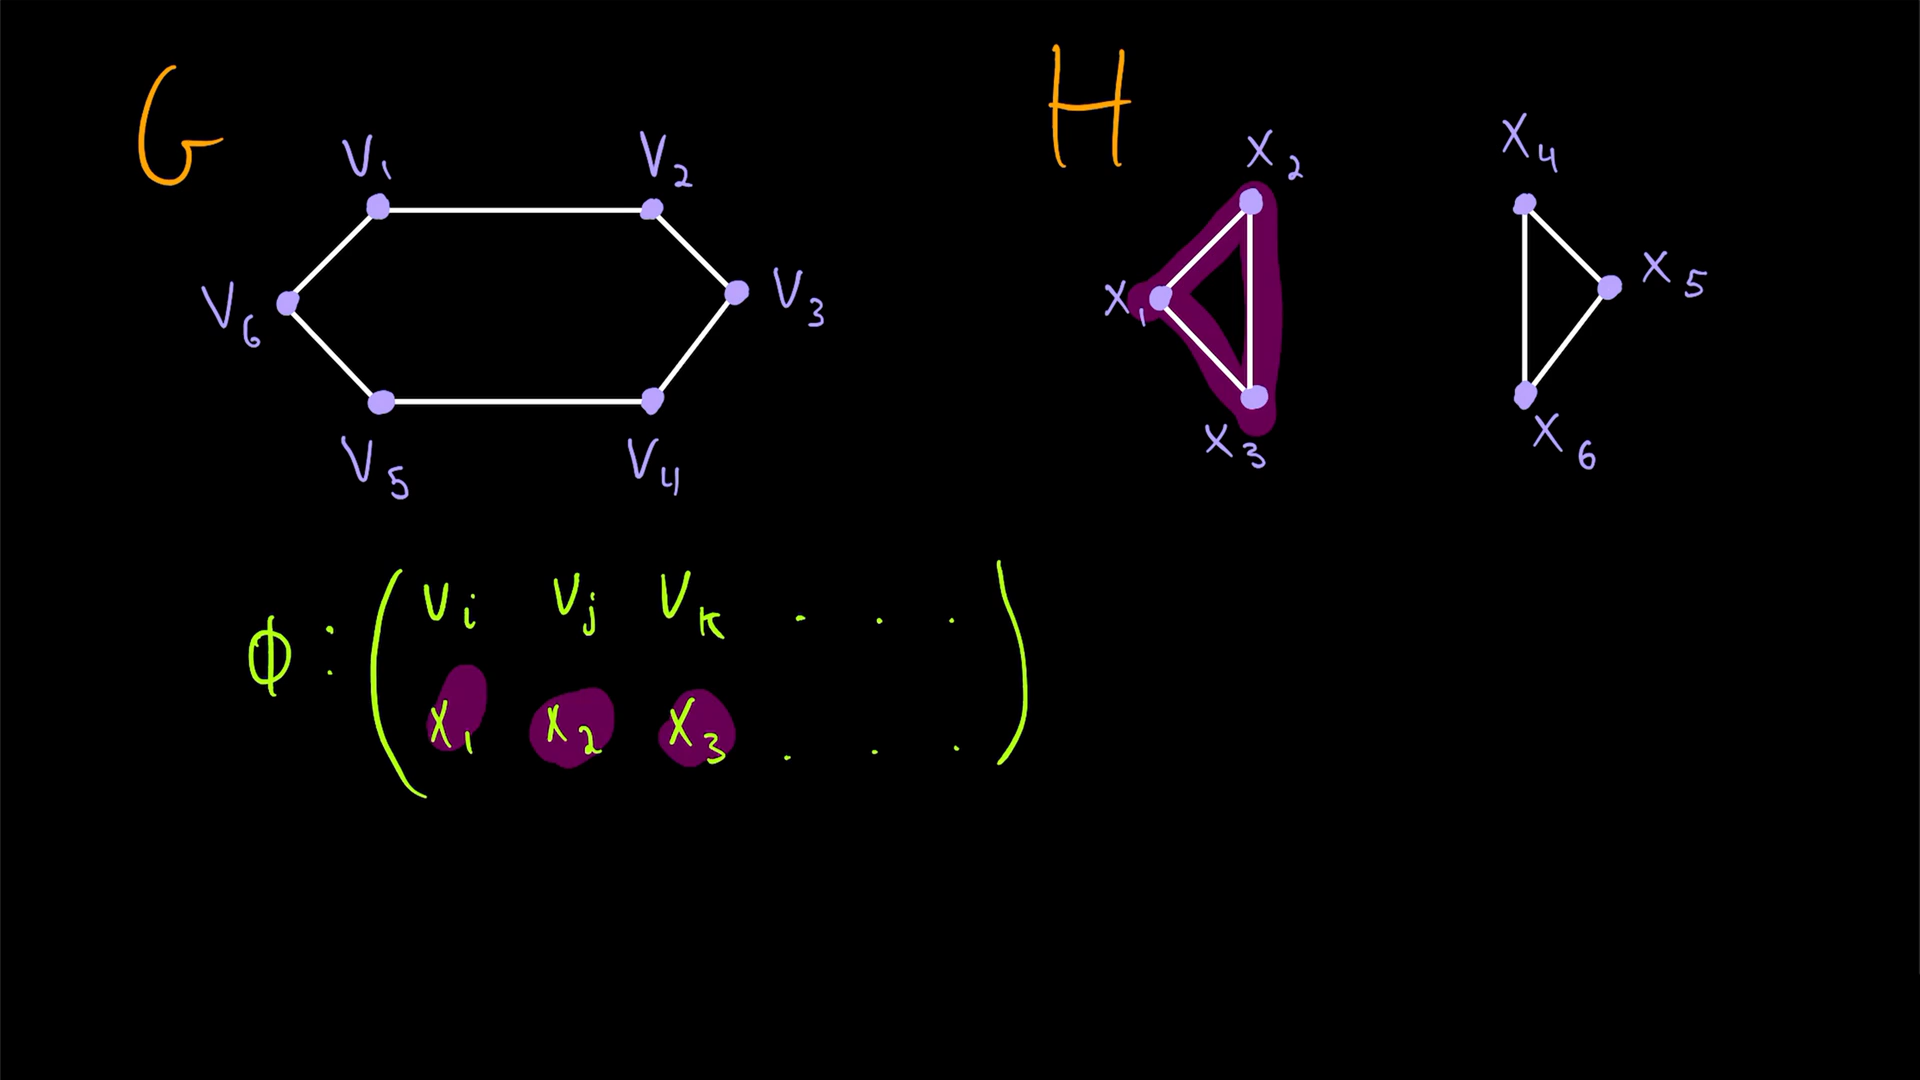 G
V₁ V₂
V₆ V₃
V₅ V₄
H
X₂ X₄
X₁ X₅
X₃ X₆
Φ : ( Vᵢ Vⱼ Vₖ . . .
X₁ X₂ X₃ . . . )